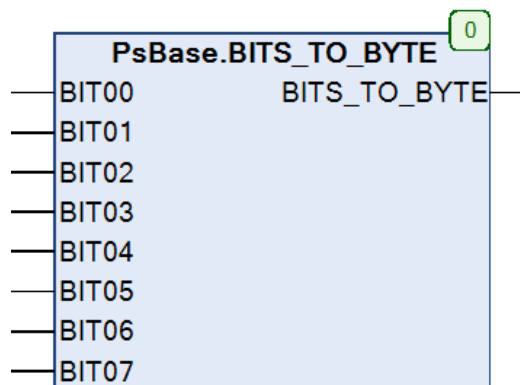 0
PsBase.BITS_TO_BYTE
BIT00 BITS_TO_BYTE
BIT01
BIT02
BIT03
BIT04
BIT05
BIT06
BIT07